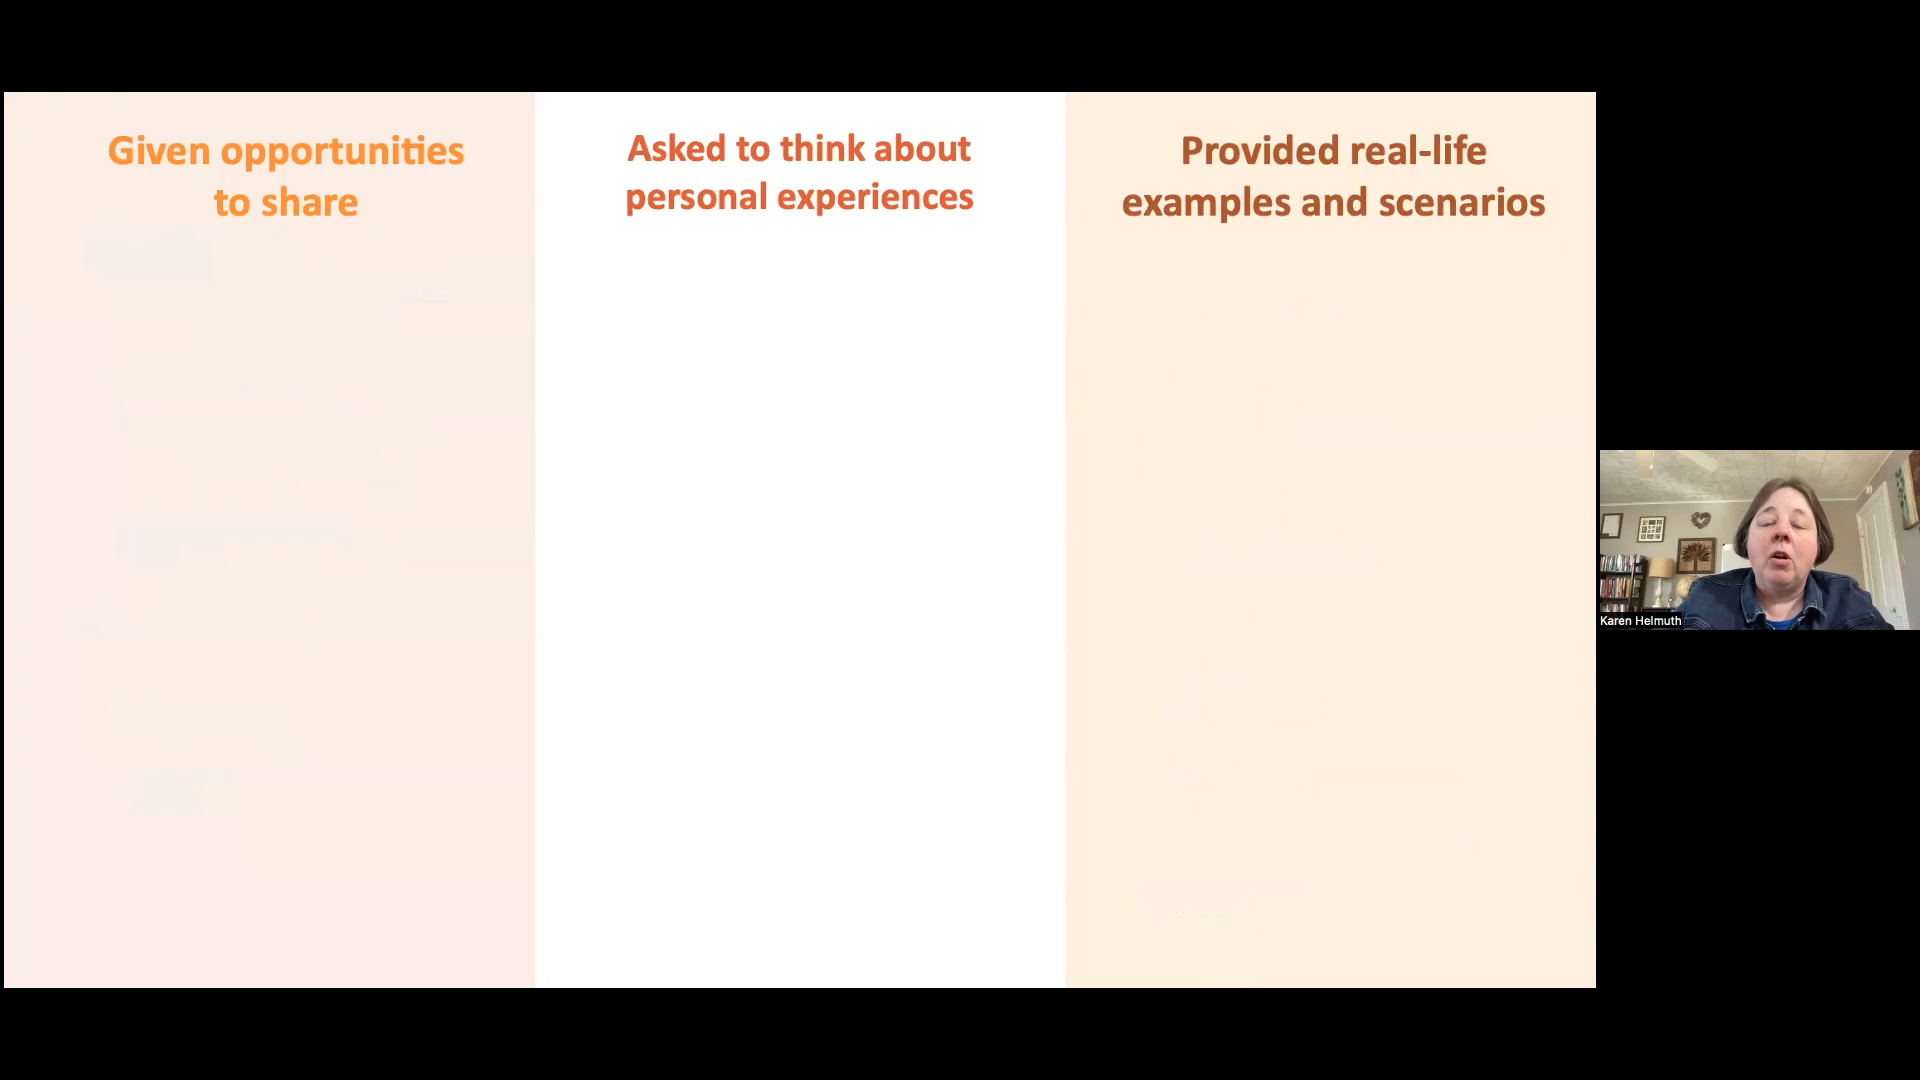 Given opportunities
to share
Asked to think about
personal experiences
Provided real-life
examples and scenarios
Karen Helmuth